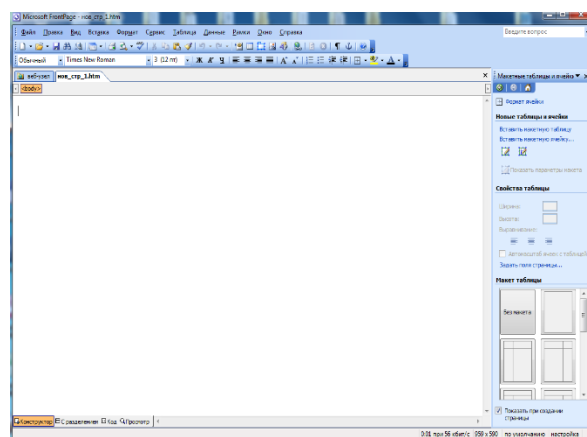 Microsoft FrontPage - нов_стр_1.htm
Файл Правка Вид Вставка Формат Сервис Таблица Данные Рамки Окно Справка
Введите вопрос
Обычный Times New Roman 3 (12 пт) Ж К Ч
веб-узел нов_стр_1.htm
Макетные таблицы и ячейки
<body>
Формат ячейки
Новые таблицы и ячейки
Вставить макетную таблицу
Вставить макетную ячейку...
Показать параметры макета
Свойства таблицы
Ширина:
Высота:
Выравнивание:
Автомасштаб ячеек с таблицей
Задать поля страницы...
Макет таблицы
Без макета
Показать при создании
страницы
Конструктор С разделением Код Просмотр
0:01 при 56 кбит/с 959 x 590 по умолчанию настройка